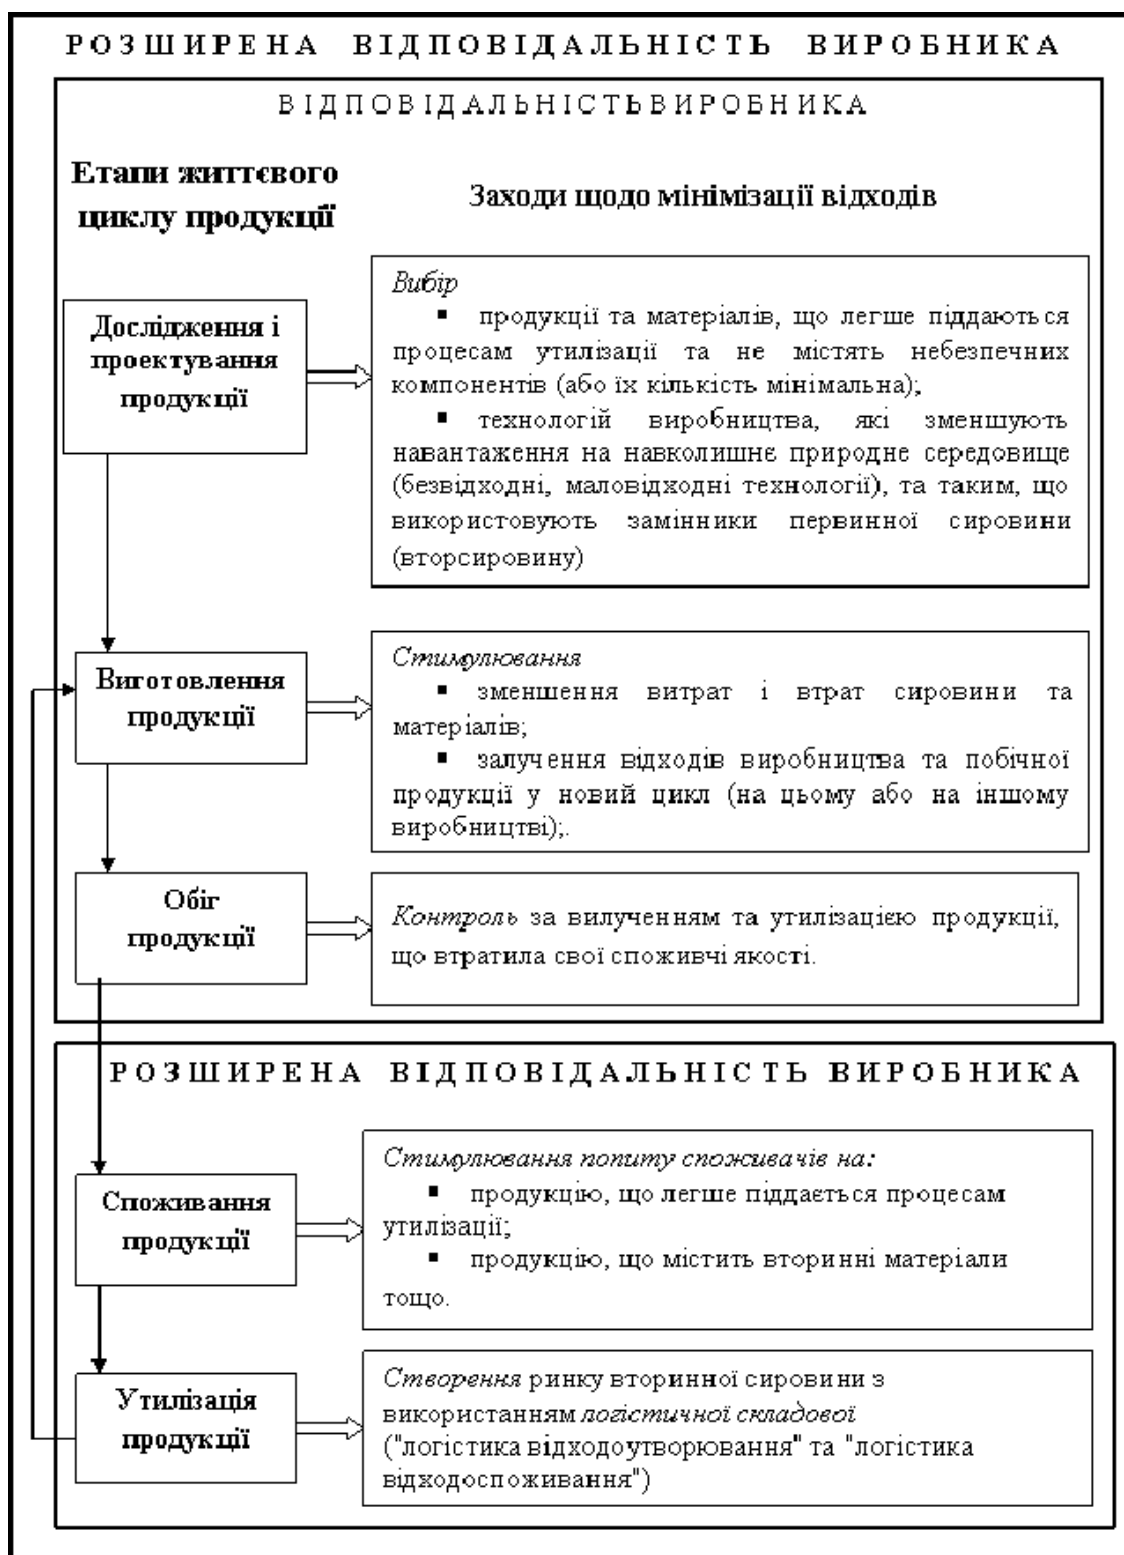 РОЗШИРЕНА ВІДПОВІДАЛЬНІСТЬ ВИРОБНИКА
ВІДПОВІДАЛЬНІСТЬВИРОБНИКА
Етапи життєвого
циклу продукції
Заходи щодо мінімізації відходів
Дослідження і
проектування
продукції
Вибір
▪ продукції та матеріалів, що легше піддаються
процесам утилізації та не містять небезпечних
компонентів (або їх кількість мінімальна);
▪ технологій виробництва, які зменшують
навантаження на навколишнє природне середовище
(безвідходні, маловідходні технології), та таким, що
використовують замінники первинної сировини
(вторсировину)
Виготовлення
продукції
Стимулювання
▪ зменшення витрат і втрат сировини та
матеріалів;
▪ залучення відходів виробництва та побічної
продукції у новий цикл (на цьому або на іншому
виробництві);.
Обіг
продукції
Контроль за вилученням та утилізацією продукції,
що втратила свої споживчі якості.
РОЗШИРЕНА ВІДПОВІДАЛЬНІСТЬ ВИРОБНИКА
Споживання
продукції
Стимулювання попиту споживачів на:
▪ продукцію, що легше піддається процесам
утилізації;
▪ продукцію, що містить вторинні матеріали
тощо.
Утилізація
продукції
Створення ринку вторинної сировини з
використанням логістичної складової
("логістика відходоутворювання" та "логістика
відходоспоживання")